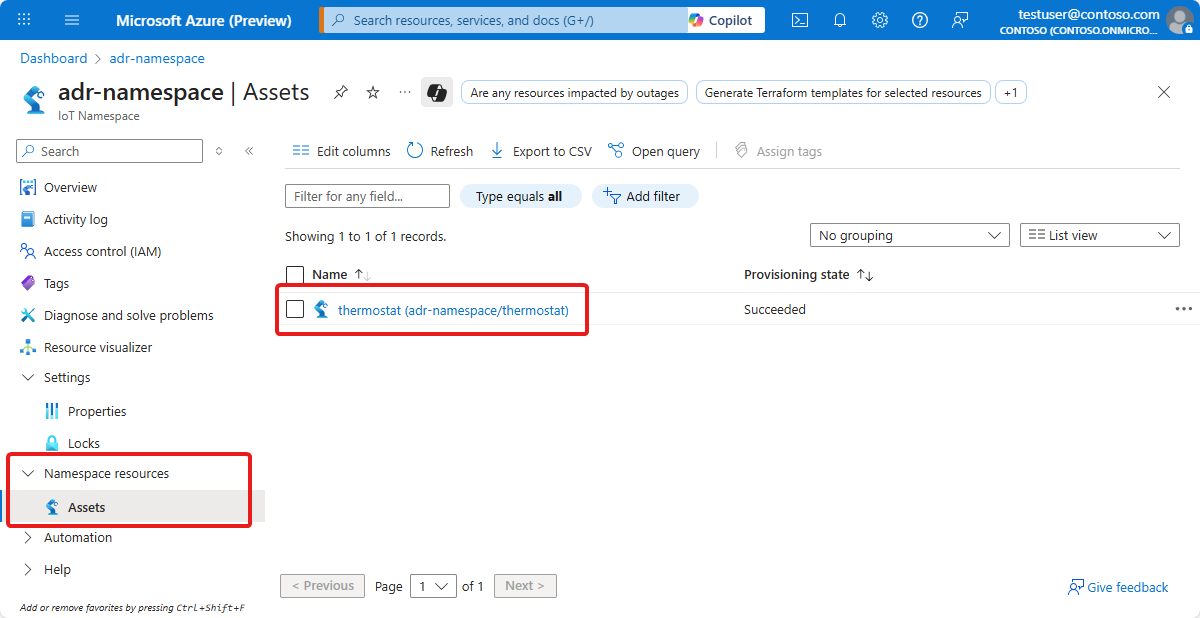 Microsoft Azure (Preview)
Search resources, services, and docs (G+/)
Copilot
testuser@contoso.com
CONTOSO (CONTOSO.ONMICRO...
Dashboard > adr-namespace
adr-namespace | Assets
IoT Namespace
Are any resources impacted by outages
Generate Terraform templates for selected resources
+1
Search
Overview
Activity log
Access control (IAM)
Tags
Diagnose and solve problems
Resource visualizer
Settings
Properties
Locks
Namespace resources
Assets
Automation
Help
Add or remove favorites by pressing Ctrl+Shift+F
Edit columns
Refresh
Export to CSV
Open query
Assign tags
Filter for any field...
Type equals all
Add filter
Showing 1 to 1 of 1 records.
No grouping
List view
Name ↑↓
Provisioning state ↑↓
thermostat (adr-namespace/thermostat)
Succeeded
< Previous
Page 1 of 1
Next >
Give feedback